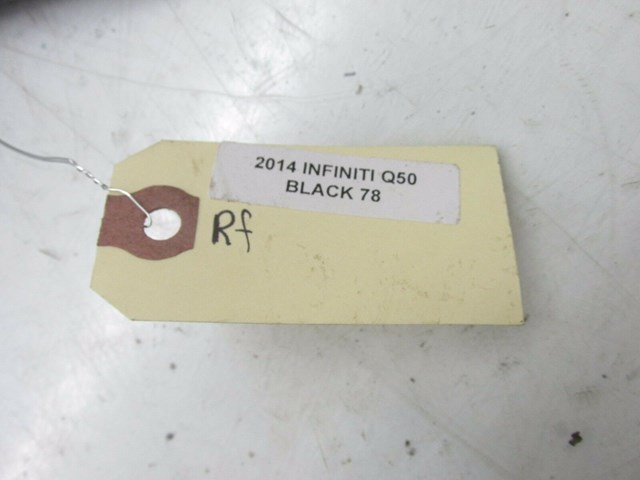 2014 INFINITI Q50
BLACK 78
Rf